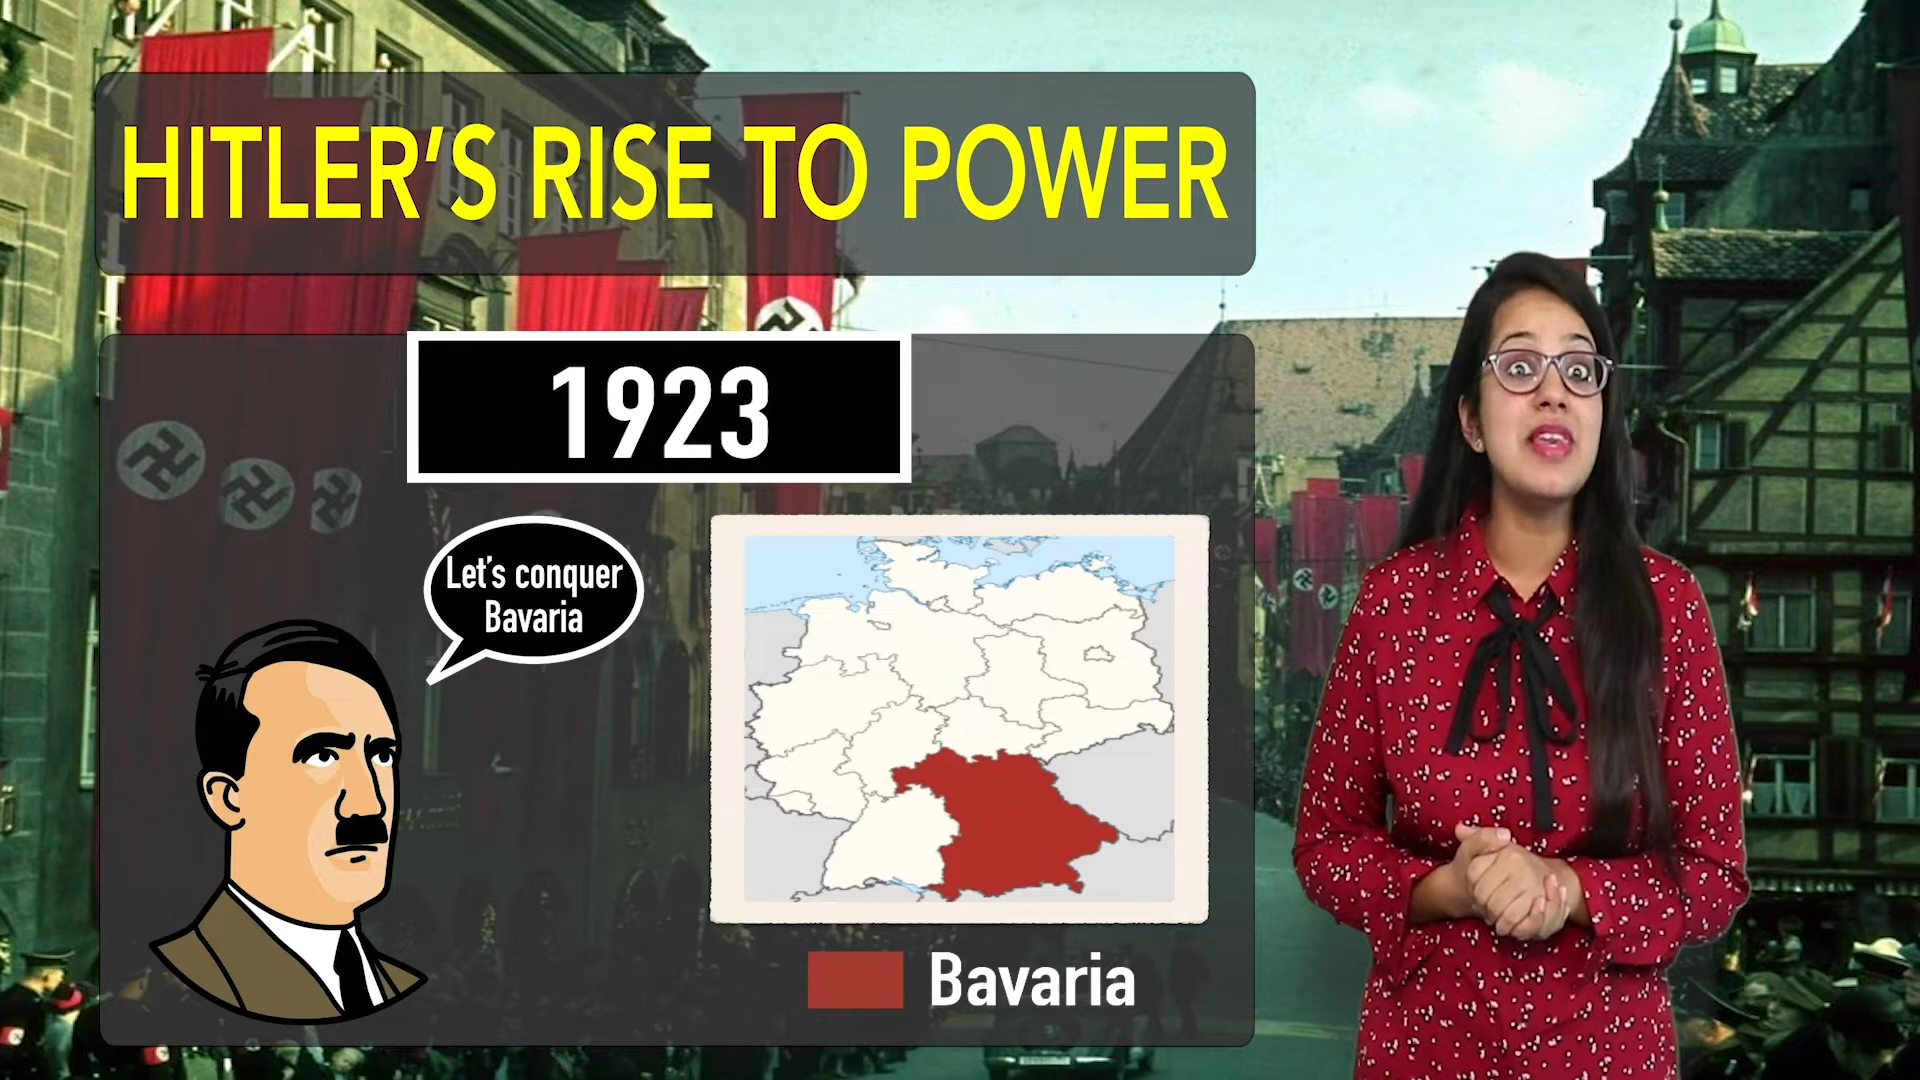 HITLER'S RISE TO POWER
1923
Let's conquer
Bavaria
Bavaria